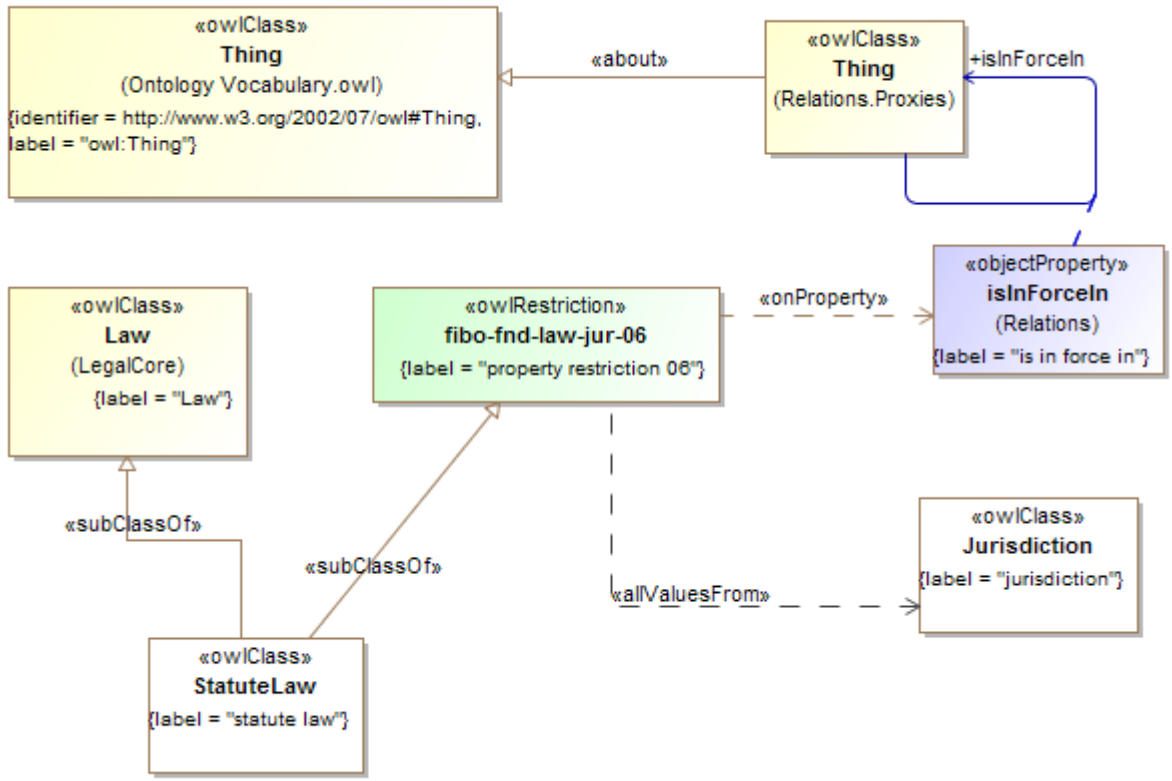 «owlClass»
Thing
(Ontology Vocabulary.owl)
{identifier = http://www.w3.org/2002/07/owl#Thing,
label = "owl:Thing"}
«about»
«owlClass»
Thing
(Relations.Proxies)
+isInForceIn
«owlClass»
Law
(LegalCore)
{label = "Law"}
«owlRestriction»
fibo-fnd-law-jur-06
{label = "property restriction 06"}
«onProperty»
«objectProperty»
isInForceIn
(Relations)
{label = "is in force in"}
«subClassOf»
«subClassOf»
«allValuesFrom»
«owlClass»
Jurisdiction
{label = "jurisdiction"}
«owlClass»
StatuteLaw
{label = "statute law"}